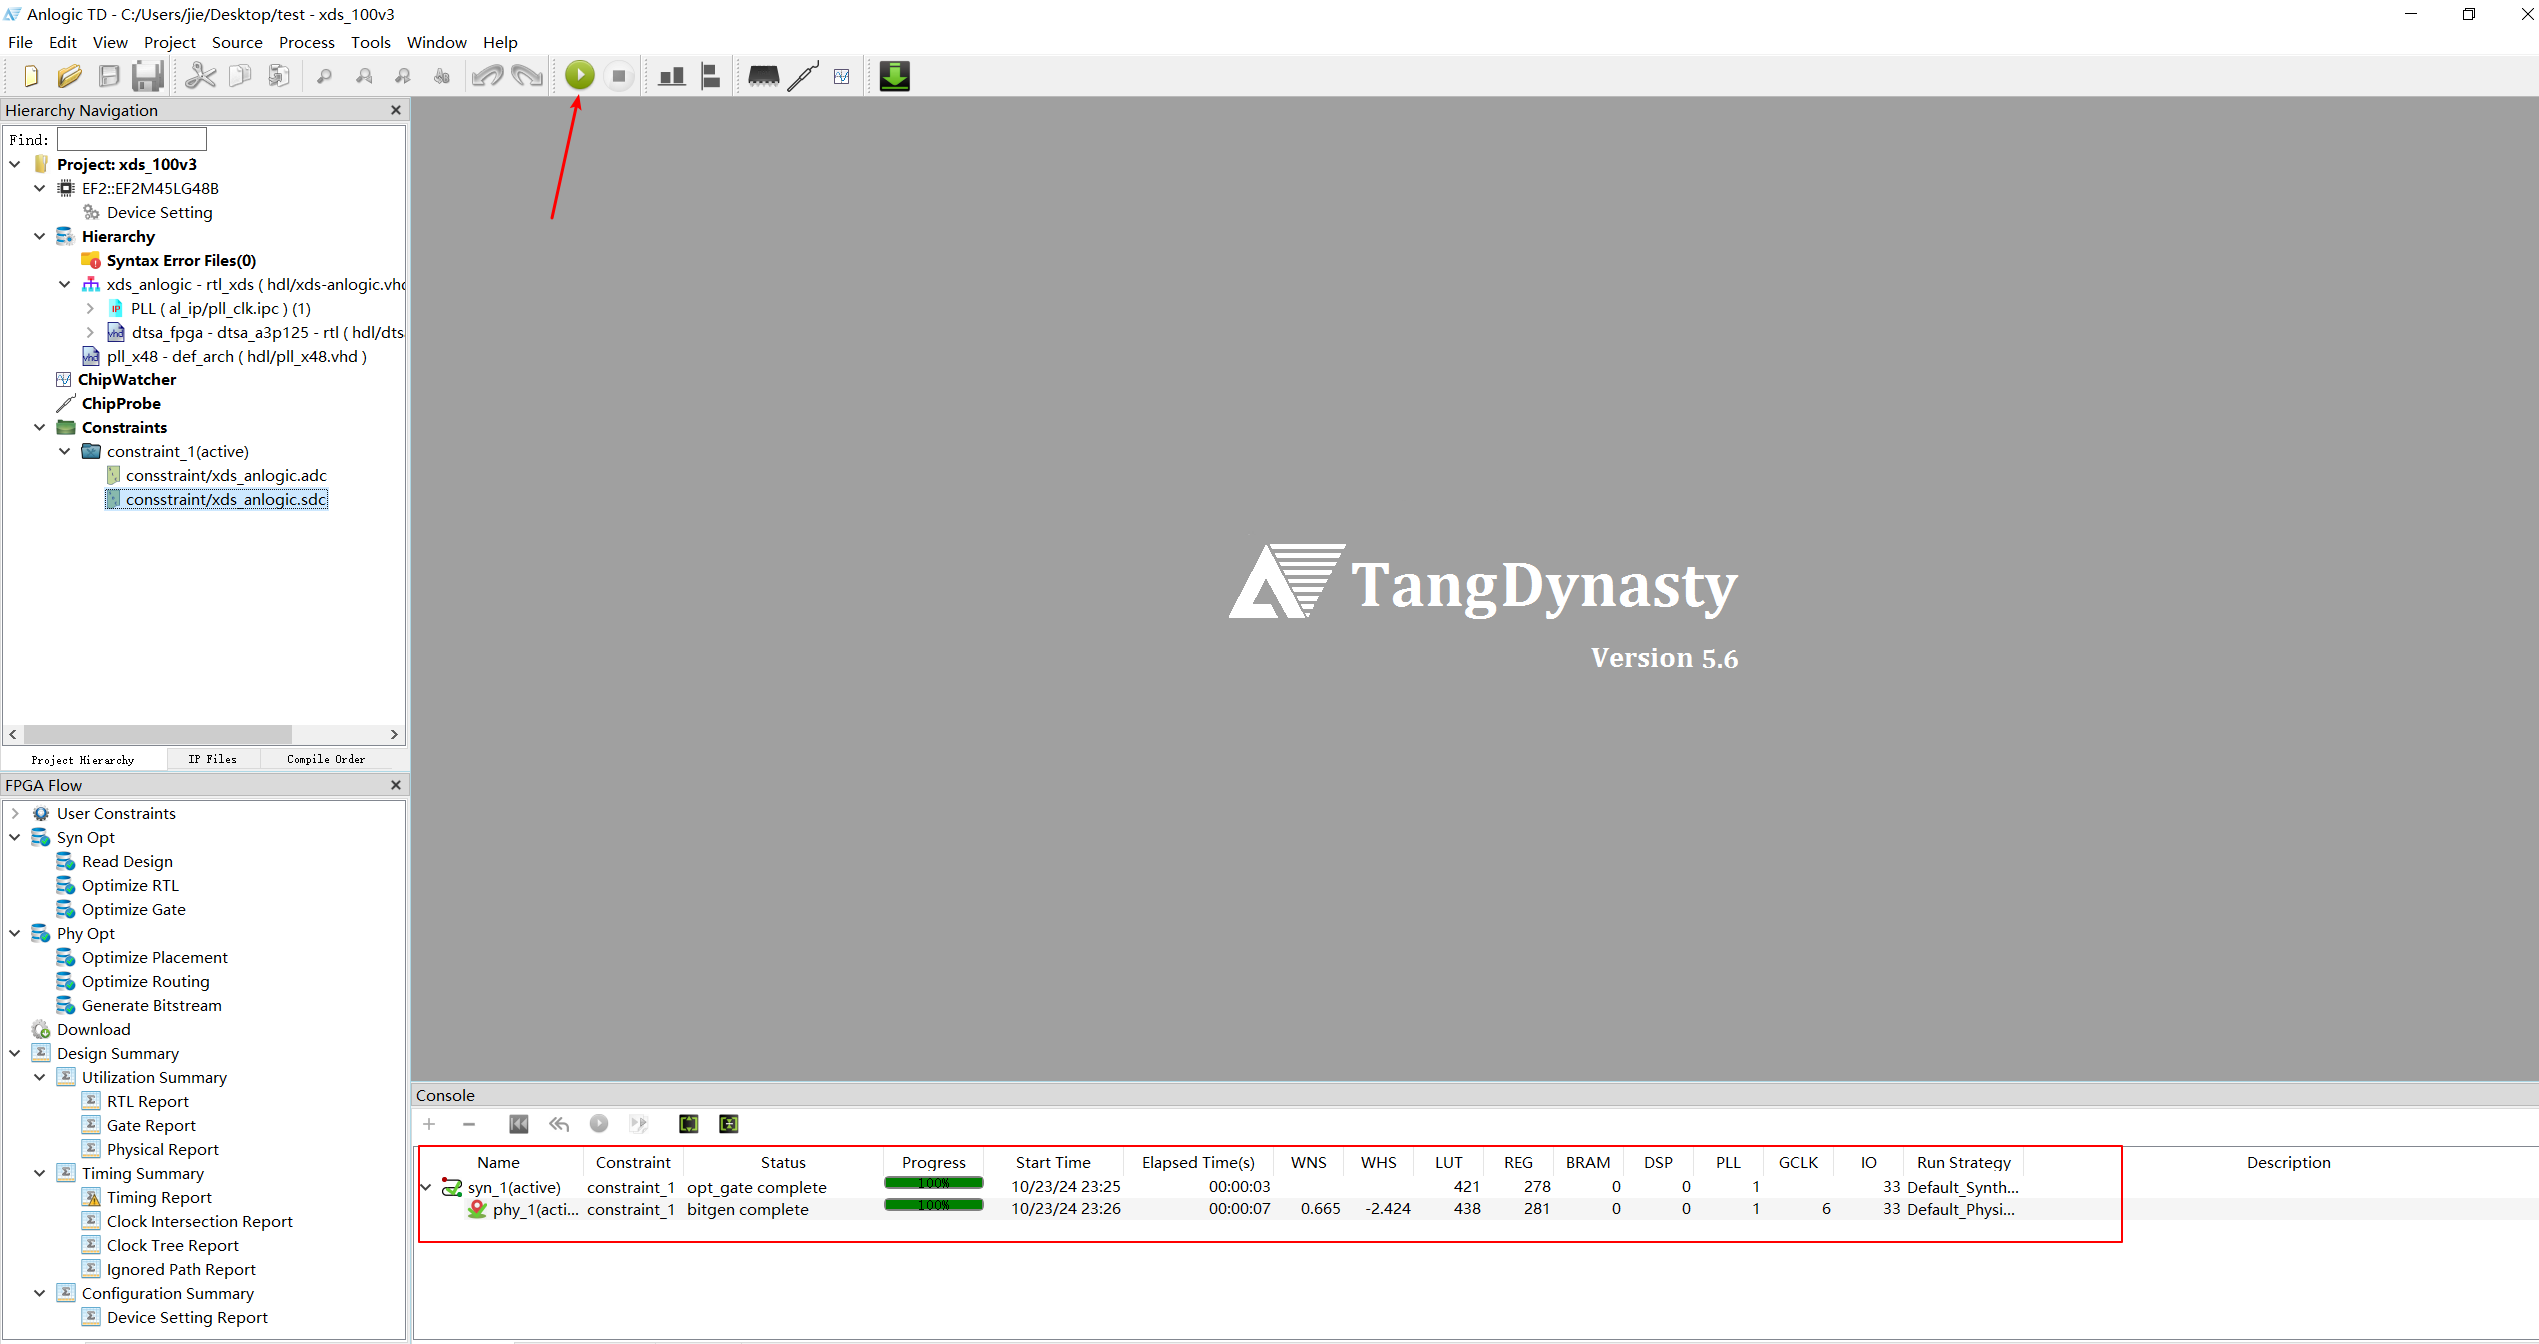 Anlogic TD - C:/Users/jie/Desktop/test - xds_100v3
File Edit View Project Source Process Tools Window Help
Hierarchy Navigation
Find:
Project: xds_100v3
EF2::EF2M45LG48B
Device Setting
Hierarchy
Syntax Error Files(0)
xds_anlogic - rtl_xds ( hdl/xds-anlogic.vhd
PLL ( al_ip/pll_clk.ipc ) (1)
dtsa_fpga - dtsa_a3p125 - rtl ( hdl/dts
pll_x48 - def_arch ( hdl/pll_x48.vhd )
ChipWatcher
ChipProbe
Constraints
constraint_1(active)
consstraint/xds_anlogic.adc
consstraint/xds_anlogic.sdc
Project Hierarchy IP Files Compile Order
FPGA Flow
User Constraints
Syn Opt
Read Design
Optimize RTL
Optimize Gate
Phy Opt
Optimize Placement
Optimize Routing
Generate Bitstream
Download
Design Summary
Utilization Summary
RTL Report
Gate Report
Physical Report
Timing Summary
Timing Report
Clock Intersection Report
Clock Tree Report
Ignored Path Report
Configuration Summary
Device Setting Report
TangDynasty
Version 5.6
Console
Name Constraint Status Progress Start Time Elapsed Time(s) WNS WHS LUT REG BRAM DSP PLL GCLK IO Run Strategy Description
syn_1(active) constraint_1 opt_gate complete 100% 10/23/24 23:25 00:00:03 421 278 0 0 1 33 Default_Synth...
phy_1(acti... constraint_1 bitgen complete 100% 10/23/24 23:26 00:00:07 0.665 -2.424 438 281 0 0 1 6 33 Default_Physi...